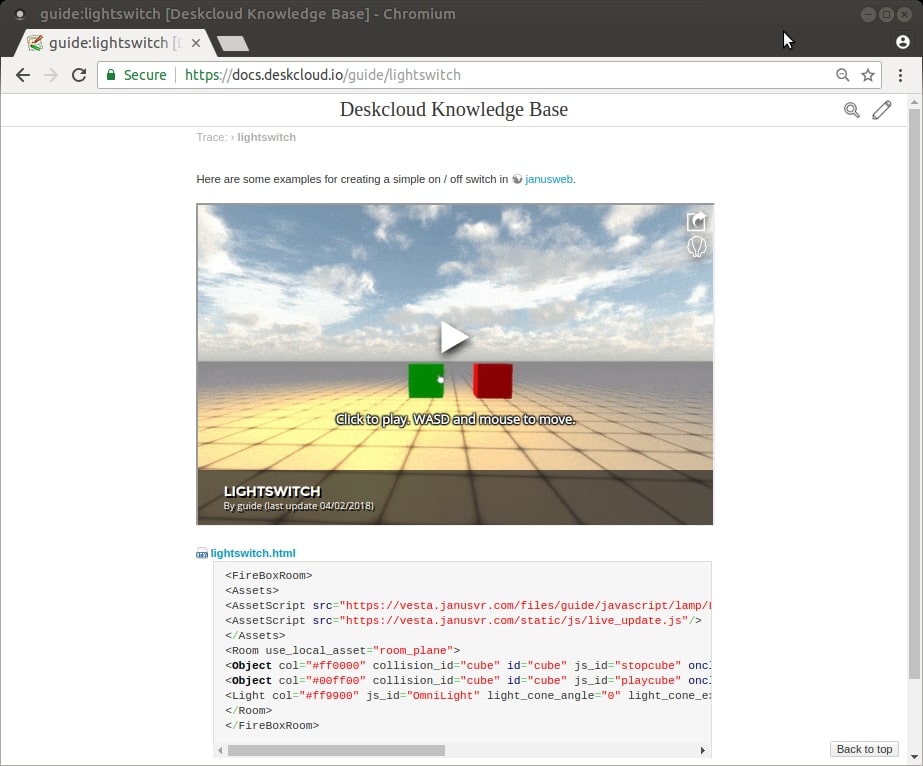 guide:lightswitch [Deskcloud Knowledge Base] - Chromium
guide:lightswitch [
Secure https://docs.deskcloud.io/guide/lightswitch
Deskcloud Knowledge Base
Trace: › lightswitch
Here are some examples for creating a simple on / off switch in janusweb.
Click to play. WASD and mouse to move.
LIGHTSWITCH
By guide (last update 04/02/2018)
lightswitch.html
<FireBoxRoom>
<Assets>
<AssetScript src="https://vesta.janusvr.com/files/guide/javascript/lamp/
<AssetScript src="https://vesta.janusvr.com/static/js/live_update.js"/>
</Assets>
<Room use_local_asset="room_plane">
<Object col="#ff0000" collision_id="cube" id="cube" js_id="stopcube" oncl
<Object col="#00ff00" collision_id="cube" id="cube" js_id="playcube" oncl
<Light col="#ff9900" js_id="OmniLight" light_cone_angle="0" light_cone_ex
</Room>
</FireBoxRoom>
Back to top